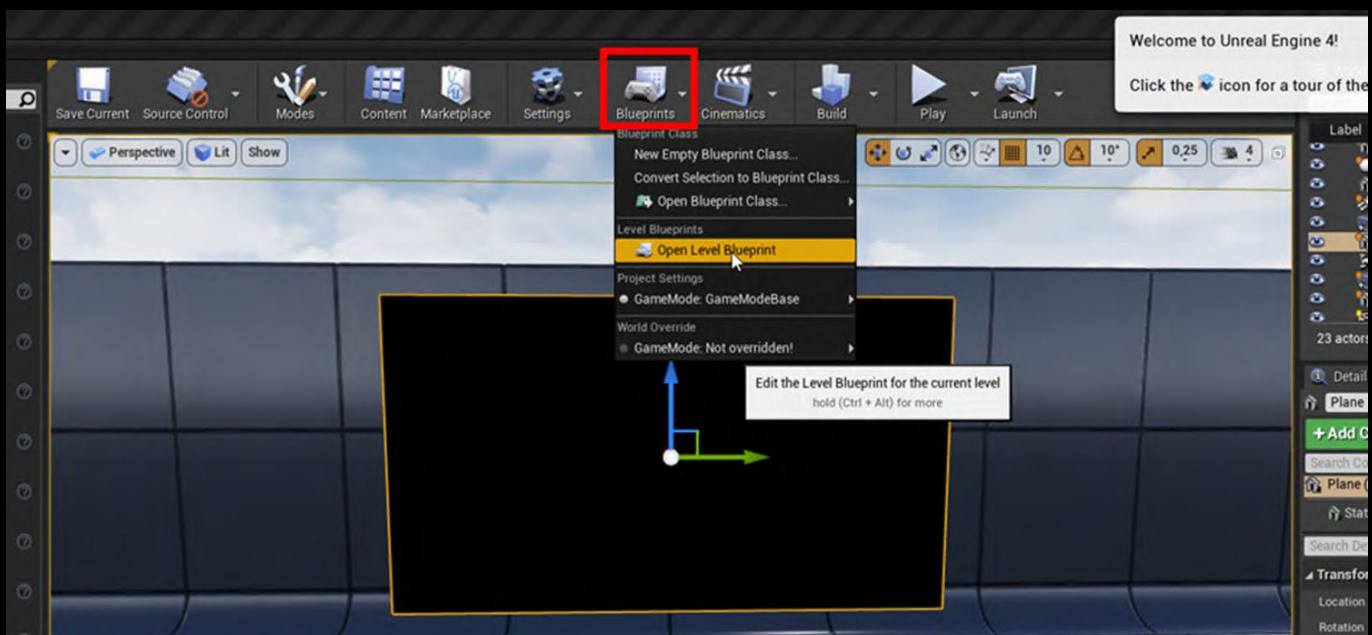 Welcome to Unreal Engine 4!
Click the icon for a tour of the
Save Current Source Control Modes Content Marketplace Settings Blueprints Cinematics Build Play Launch
Label
Perspective Lit Show
10 10° 0,25 4
Blueprint Class
New Empty Blueprint Class...
Convert Selection to Blueprint Class...
Open Blueprint Class...
Level Blueprints
Open Level Blueprint
Project Settings
GameMode: GameModeBase
World Override
GameMode: Not overridden!
Edit the Level Blueprint for the current level
hold (Ctrl + Alt) for more
23 actors
Detail
Plane
+Add C
Search Co
Plane (
Stat
Search De
Transfor
Location
Rotation